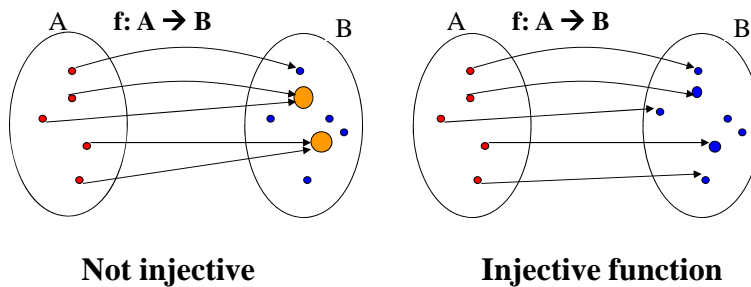 A f: A → B B
A f: A → B B
Not injective
Injective function